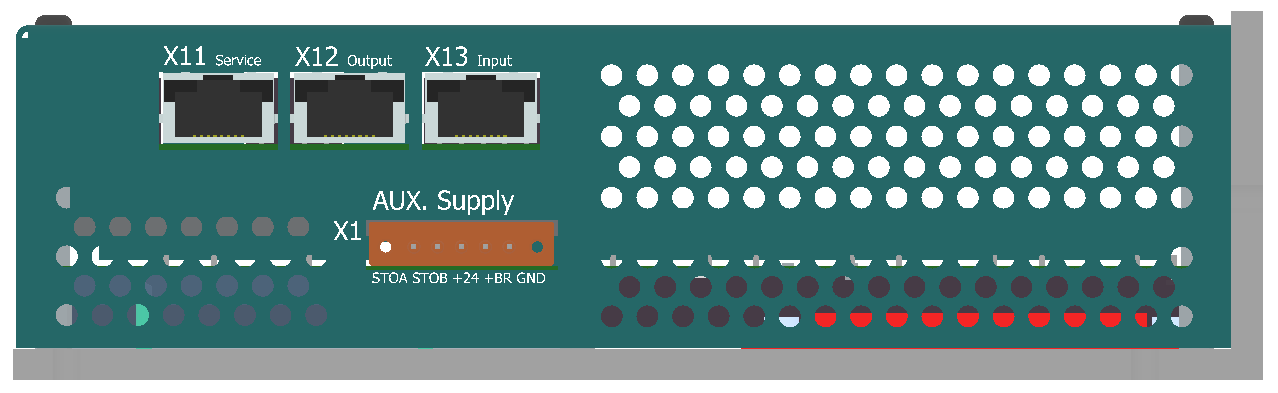 X11 Service X12 Output X13 Input
AUX. Supply
X1
STOA STOB +24 +BR GND